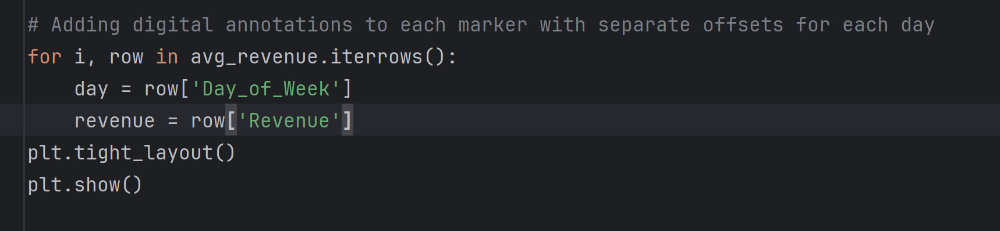 # Adding digital annotations to each marker with separate offsets for each day
for i, row in avg_revenue.iterrows():
    day = row['Day_of_Week']
    revenue = row['Revenue']
plt.tight_layout()
plt.show()